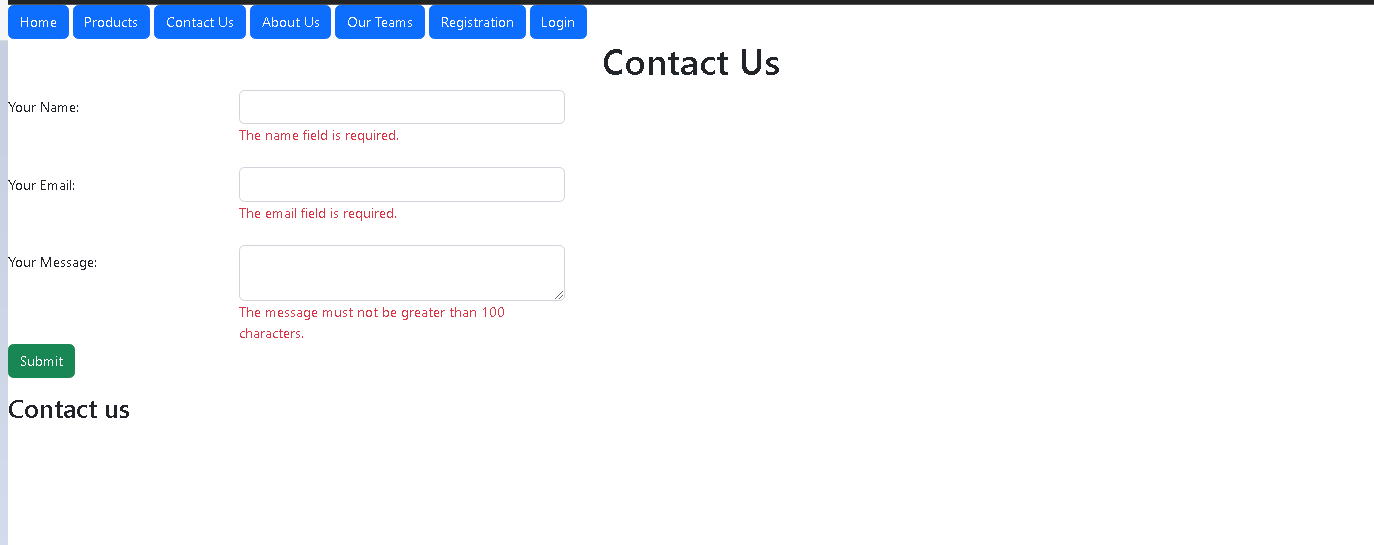 Home Products Contact Us About Us Our Teams Registration Login
Contact Us
Your Name:
The name field is required.
Your Email:
The email field is required.
Your Message:
The message must not be greater than 100
characters.
Submit
Contact us